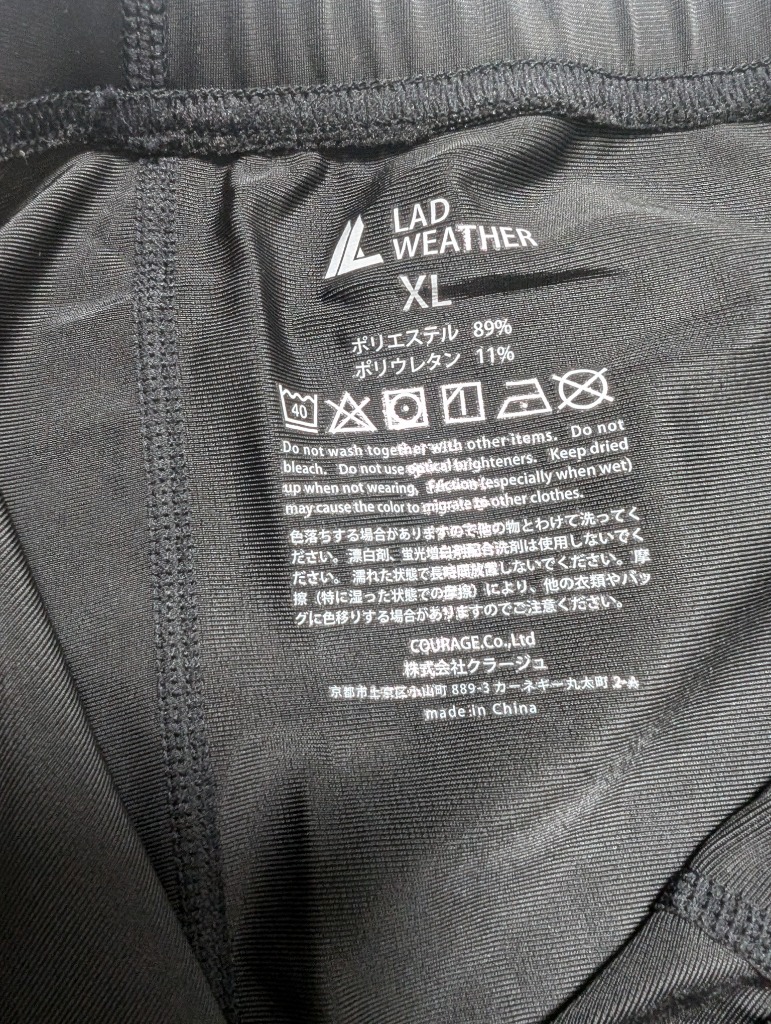 LAD
WEATHER
XL
ポリエステル 89%
ポリウレタン 11%
40
Do not wash together with other items. Do not
bleach. Do not use optical brighteners. Keep dried
up when not wearing. Friction (especially when wet)
may cause the color to migrate to other clothes.
色落ちする場合がありますので他の物とわけて洗ってく
ださい。漂白剤、蛍光増白剤配合洗剤は使用しないでく
ださい。濡れた状態で長時間放置しないでください。摩
擦（特に湿った状態での摩擦）により、他の衣類やバッ
グに色移りする場合がありますのでご注意ください。
COURAGE.Co.,Ltd
株式会社クラージュ
京都市上京区小山町 889-3 カーネギー丸太町 2-A
made in China